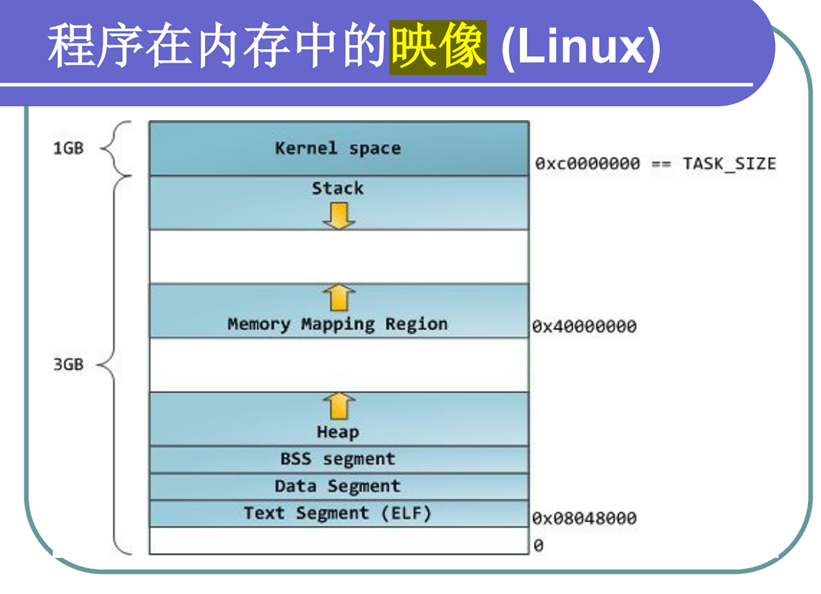 程序在内存中的映像 (Linux)
1GB
Kernel space
0xc0000000 == TASK_SIZE
Stack
Memory Mapping Region
0x40000000
3GB
Heap
BSS segment
Data Segment
Text Segment (ELF)
0x08048000
0